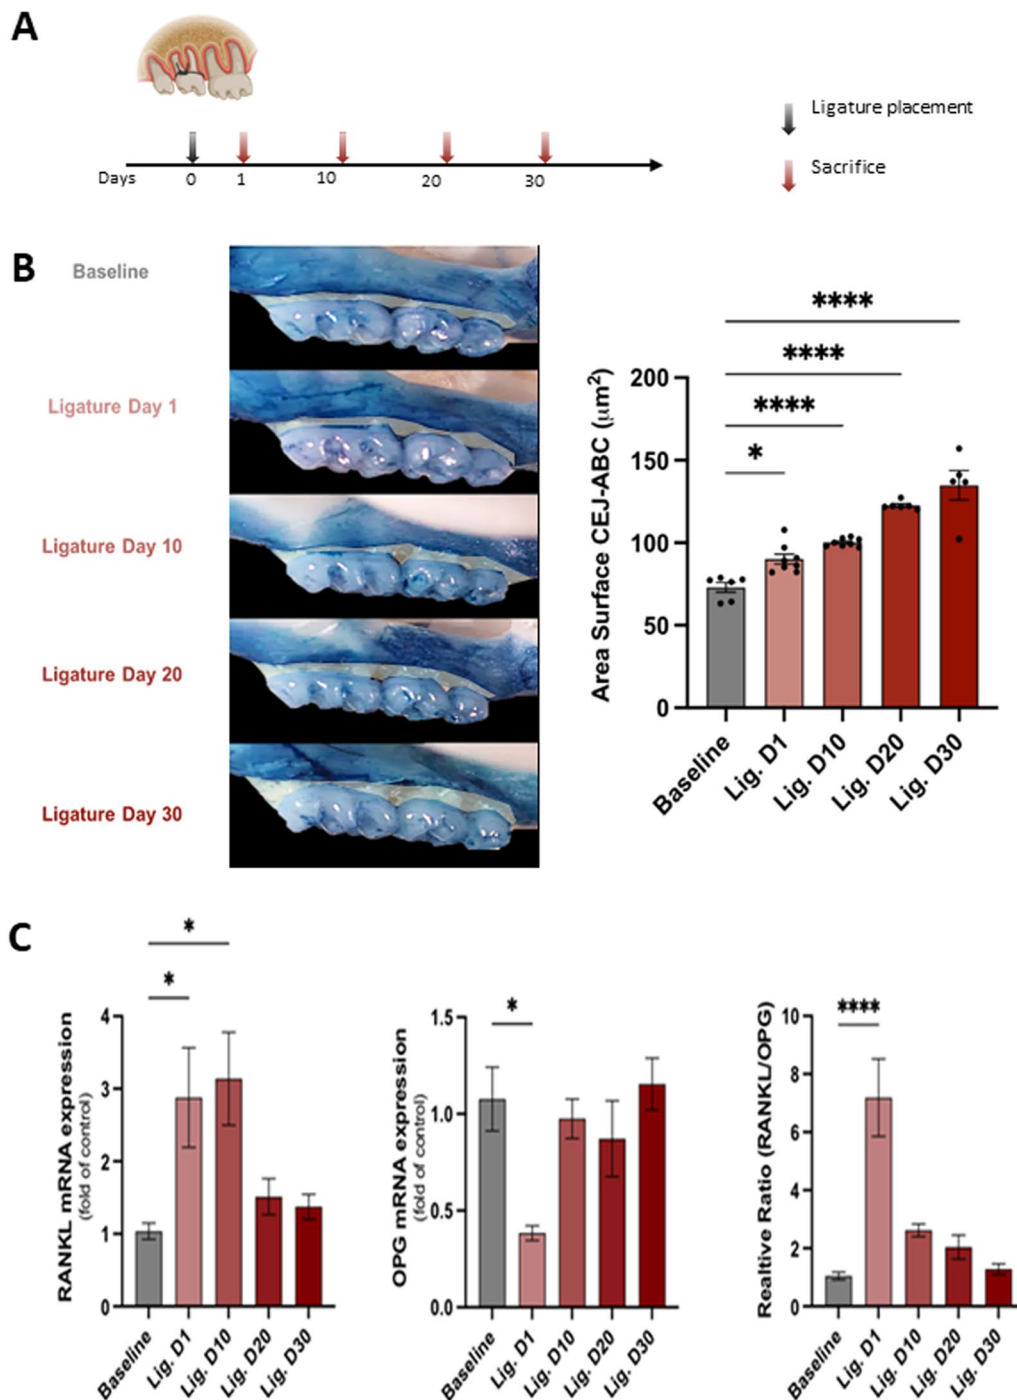 A
Ligature placement
Sacrifice
Days 0 1 10 20 30
B
Baseline
Ligature Day 1
Ligature Day 10
Ligature Day 20
Ligature Day 30
****
****
****
*
Area Surface CEJ-ABC (μm²)
200
150
100
50
0
Baseline
Lig. D1
Lig. D10
Lig. D20
Lig. D30
C
*
*
RANKL mRNA expression
(fold of control)
4
3
2
1
0
Baseline
Lig. D1
Lig. D10
Lig. D20
Lig. D30
*
OPG mRNA expression
(fold of control)
1.5
1.0
0.5
0.0
Baseline
Lig. D1
Lig. D10
Lig. D20
Lig. D30
****
Realtive Ratio (RANKL/OPG)
10
8
6
4
2
0
Baseline
Lig. D1
Lig. D10
Lig. D20
Lig. D30